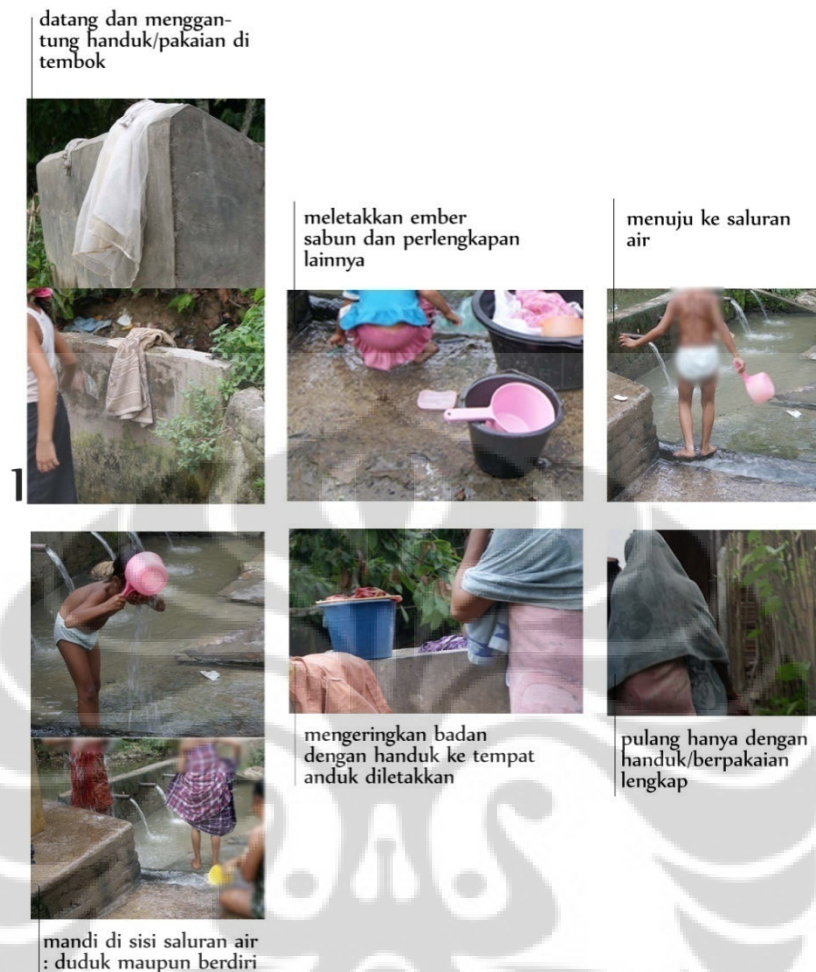 datang dan menggan-
tung handuk/pakaian di
tembok
meletakkan ember
sabun dan perlengkapan
lainnya
menuju ke saluran
air
1
mengeringkan badan
dengan handuk ke tempat
anduk diletakkan
pulang hanya dengan
handuk/berpakaian
lengkap
mandi di sisi saluran air
: duduk maupun berdiri